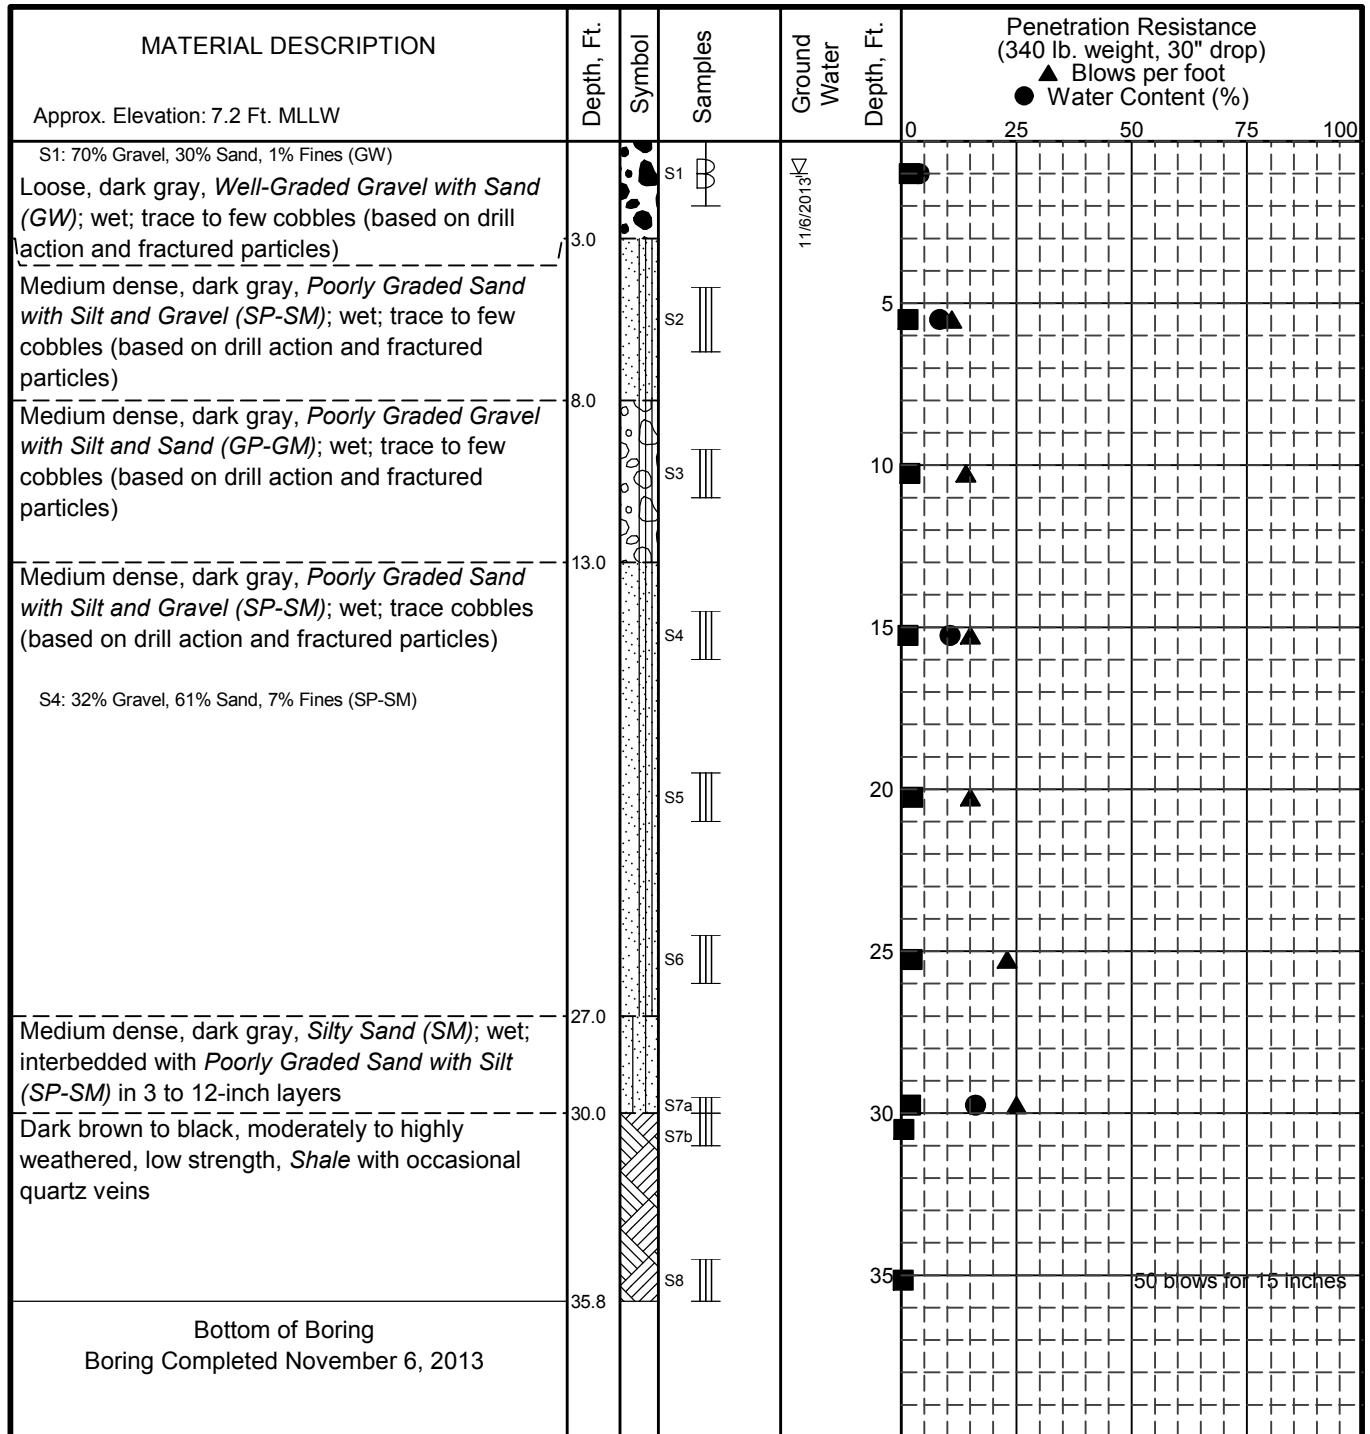 MATERIAL DESCRIPTION
Approx. Elevation: 7.2 Ft. MLLW
Depth, Ft.
Symbol
Samples
Ground
Water
Depth, Ft.
Penetration Resistance
(340 lb. weight, 30" drop)
▲ Blows per foot
● Water Content (%)
0 25 50 75 100
S1: 70% Gravel, 30% Sand, 1% Fines (GW)
Loose, dark gray, Well-Graded Gravel with Sand
(GW); wet; trace to few cobbles (based on drill
action and fractured particles)
3.0
S1
11/6/2013
Medium dense, dark gray, Poorly Graded Sand
with Silt and Gravel (SP-SM); wet; trace to few
cobbles (based on drill action and fractured
particles)
S2
5
8.0
Medium dense, dark gray, Poorly Graded Gravel
with Silt and Sand (GP-GM); wet; trace to few
cobbles (based on drill action and fractured
particles)
S3
10
13.0
Medium dense, dark gray, Poorly Graded Sand
with Silt and Gravel (SP-SM); wet; trace cobbles
(based on drill action and fractured particles)
S4
15
S4: 32% Gravel, 61% Sand, 7% Fines (SP-SM)
S5
20
S6
25
27.0
Medium dense, dark gray, Silty Sand (SM); wet;
interbedded with Poorly Graded Sand with Silt
(SP-SM) in 3 to 12-inch layers
S7a
30.0
30
Dark brown to black, moderately to highly
weathered, low strength, Shale with occasional
quartz veins
S7b
S8
35
50 blows for 15 inches
35.8
Bottom of Boring
Boring Completed November 6, 2013